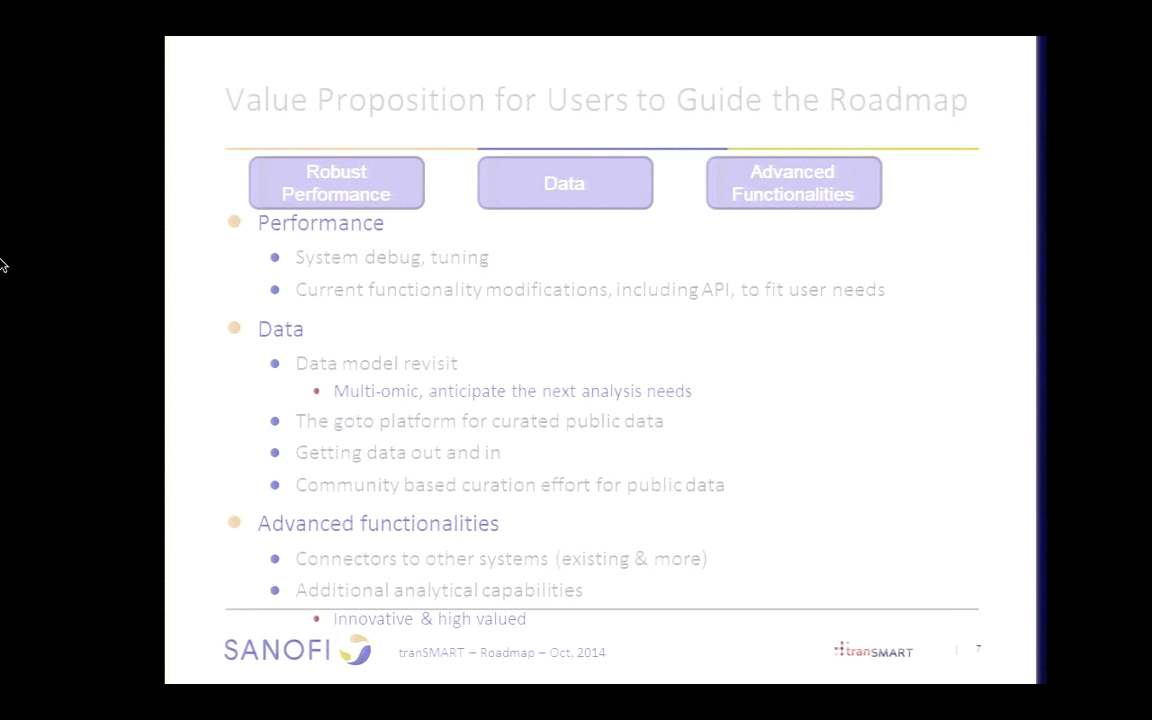 Value Proposition for Users to Guide the Roadmap
Robust
Performance
Data
Advanced
Functionalities
Performance
System debug, tuning
Current functionality modifications, including API, to fit user needs
Data
Data model revisit
Multi-omic, anticipate the next analysis needs
The goto platform for curated public data
Getting data out and in
Community based curation effort for public data
Advanced functionalities
Connectors to other systems (existing & more)
Additional analytical capabilities
Innovative & high valued
SANOFI
tranSMART – Roadmap – Oct, 2014
tranSMART
| 7